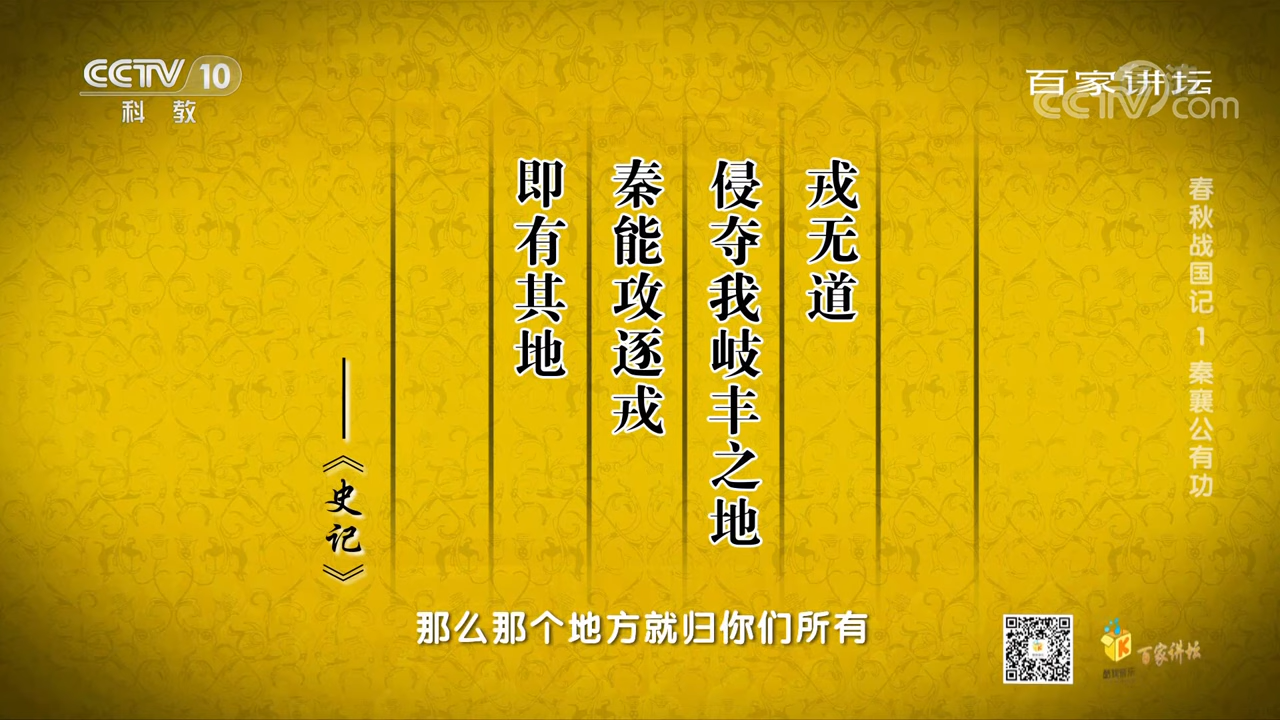 CCTV 10
科教
百家讲坛
CCTV.com
戎无道
侵夺我岐丰之地
秦能攻逐戎
即有其地
——《史记》
春秋战国记 1 秦襄公有功
那么那个地方就归你们所有
K
百家讲坛